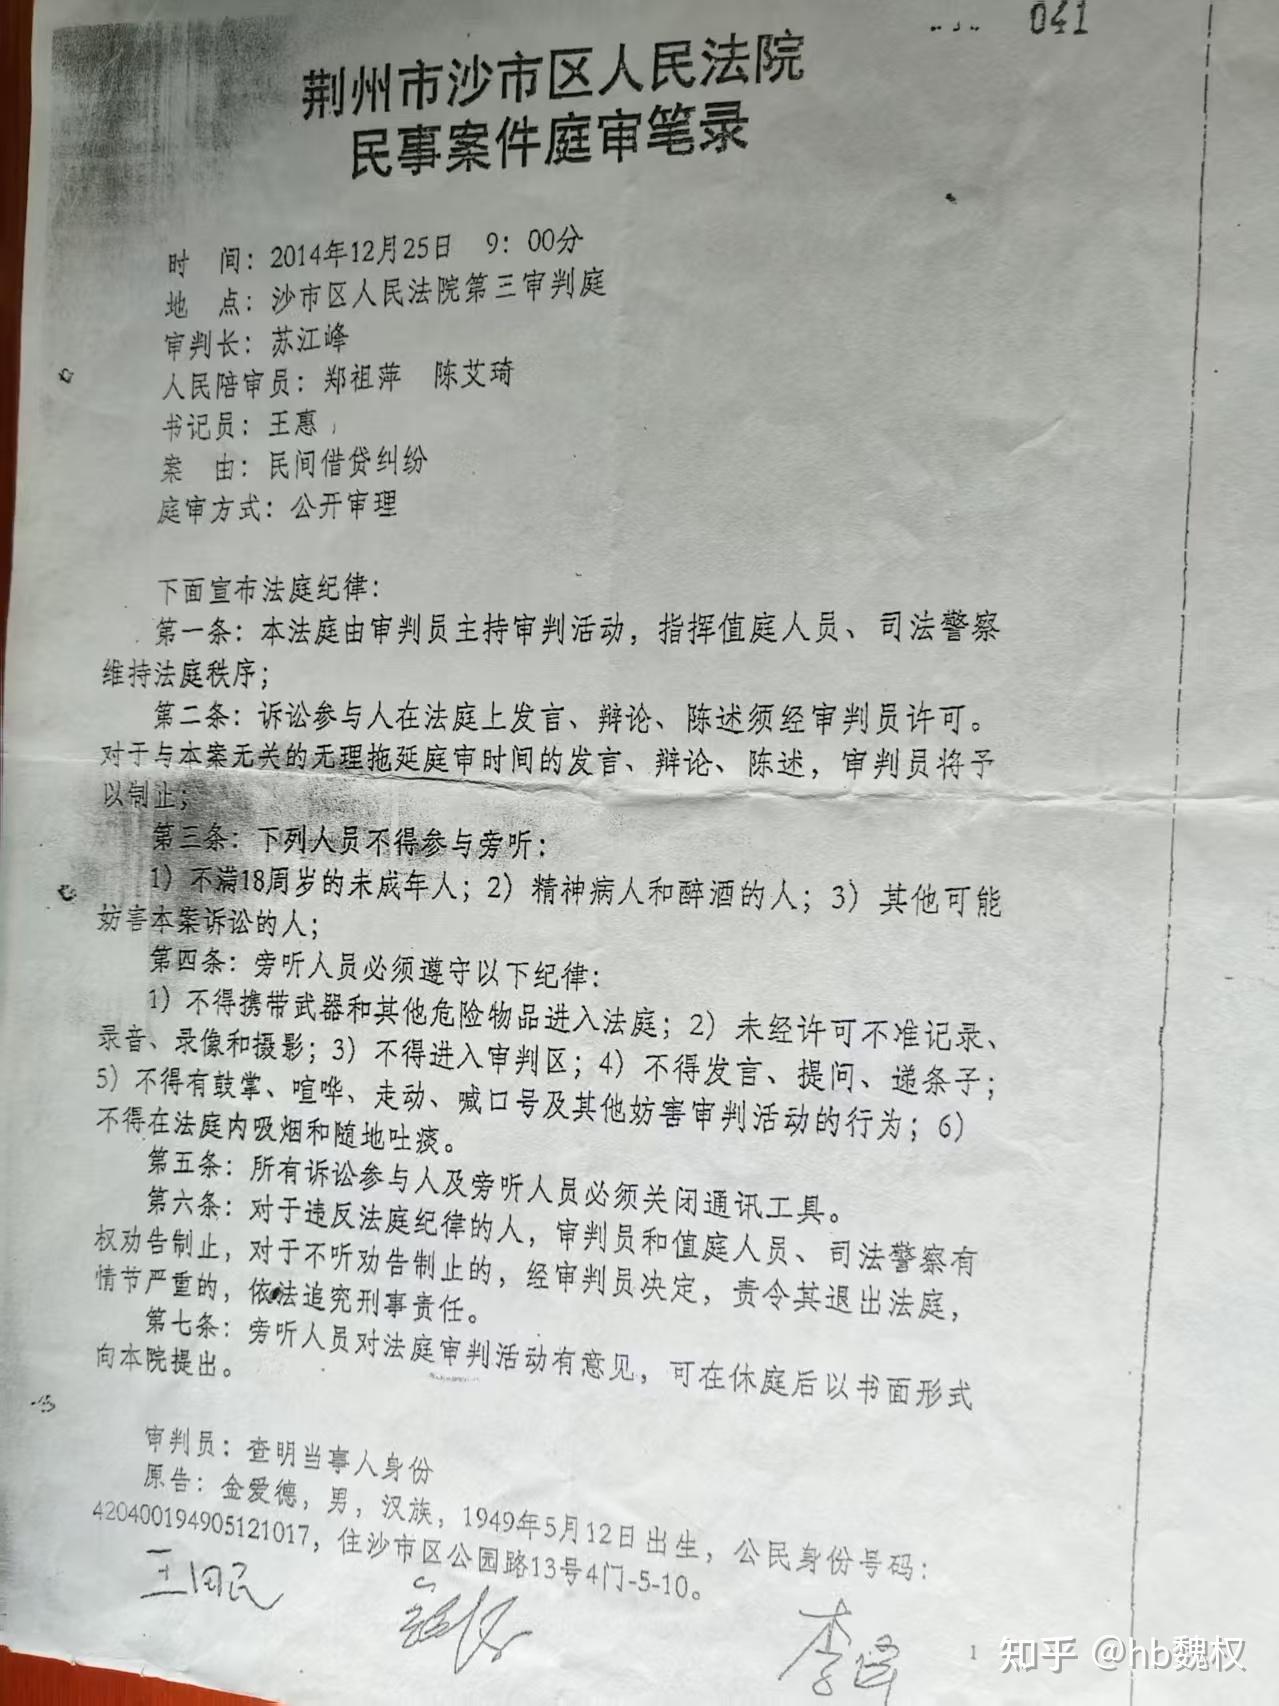 041
荆州市沙市区人民法院
民事案件庭审笔录
时　间：2014年12月25日　9：00分
地　点：沙市区人民法院第三审判庭
审判长：苏江峰
人民陪审员：郑祖萍　陈艾琦
书记员：王惠
案　由：民间借贷纠纷
庭审方式：公开审理
下面宣布法庭纪律：
第一条：本法庭由审判员主持审判活动，指挥值庭人员、司法警察
维持法庭秩序；
第二条：诉讼参与人在法庭上发言、辩论、陈述须经审判员许可。
对于与本案无关的无理拖延庭审时间的发言、辩论、陈述，审判员将予
以制止；
第三条：下列人员不得参与旁听：
1）不满18周岁的未成年人；2）精神病人和醉酒的人；3）其他可能
妨害本案诉讼的人；
第四条：旁听人员必须遵守以下纪律：
1）不得携带武器和其他危险物品进入法庭；2）未经许可不准记录、
录音、录像和摄影；3）不得进入审判区；4）不得发言、提问、递条子；
5）不得有鼓掌、喧哗、走动、喊口号及其他妨害审判活动的行为；6）
不得在法庭内吸烟和随地吐痰。
第五条：所有诉讼参与人及旁听人员必须关闭通讯工具。
第六条：对于违反法庭纪律的人，审判员和值庭人员、司法警察有
权劝告制止，对于不听劝告制止的，经审判员决定，责令其退出法庭，
情节严重的，依法追究刑事责任。
第七条：旁听人员对法庭审判活动有意见，可在休庭后以书面形式
向本院提出。
审判员：查明当事人身份
原告：金爱德，男，汉族，1949年5月12日出生，公民身份号码：
420400194905121017，住沙市区公园路13号4门-5-10。
1
知乎 @hb魏权